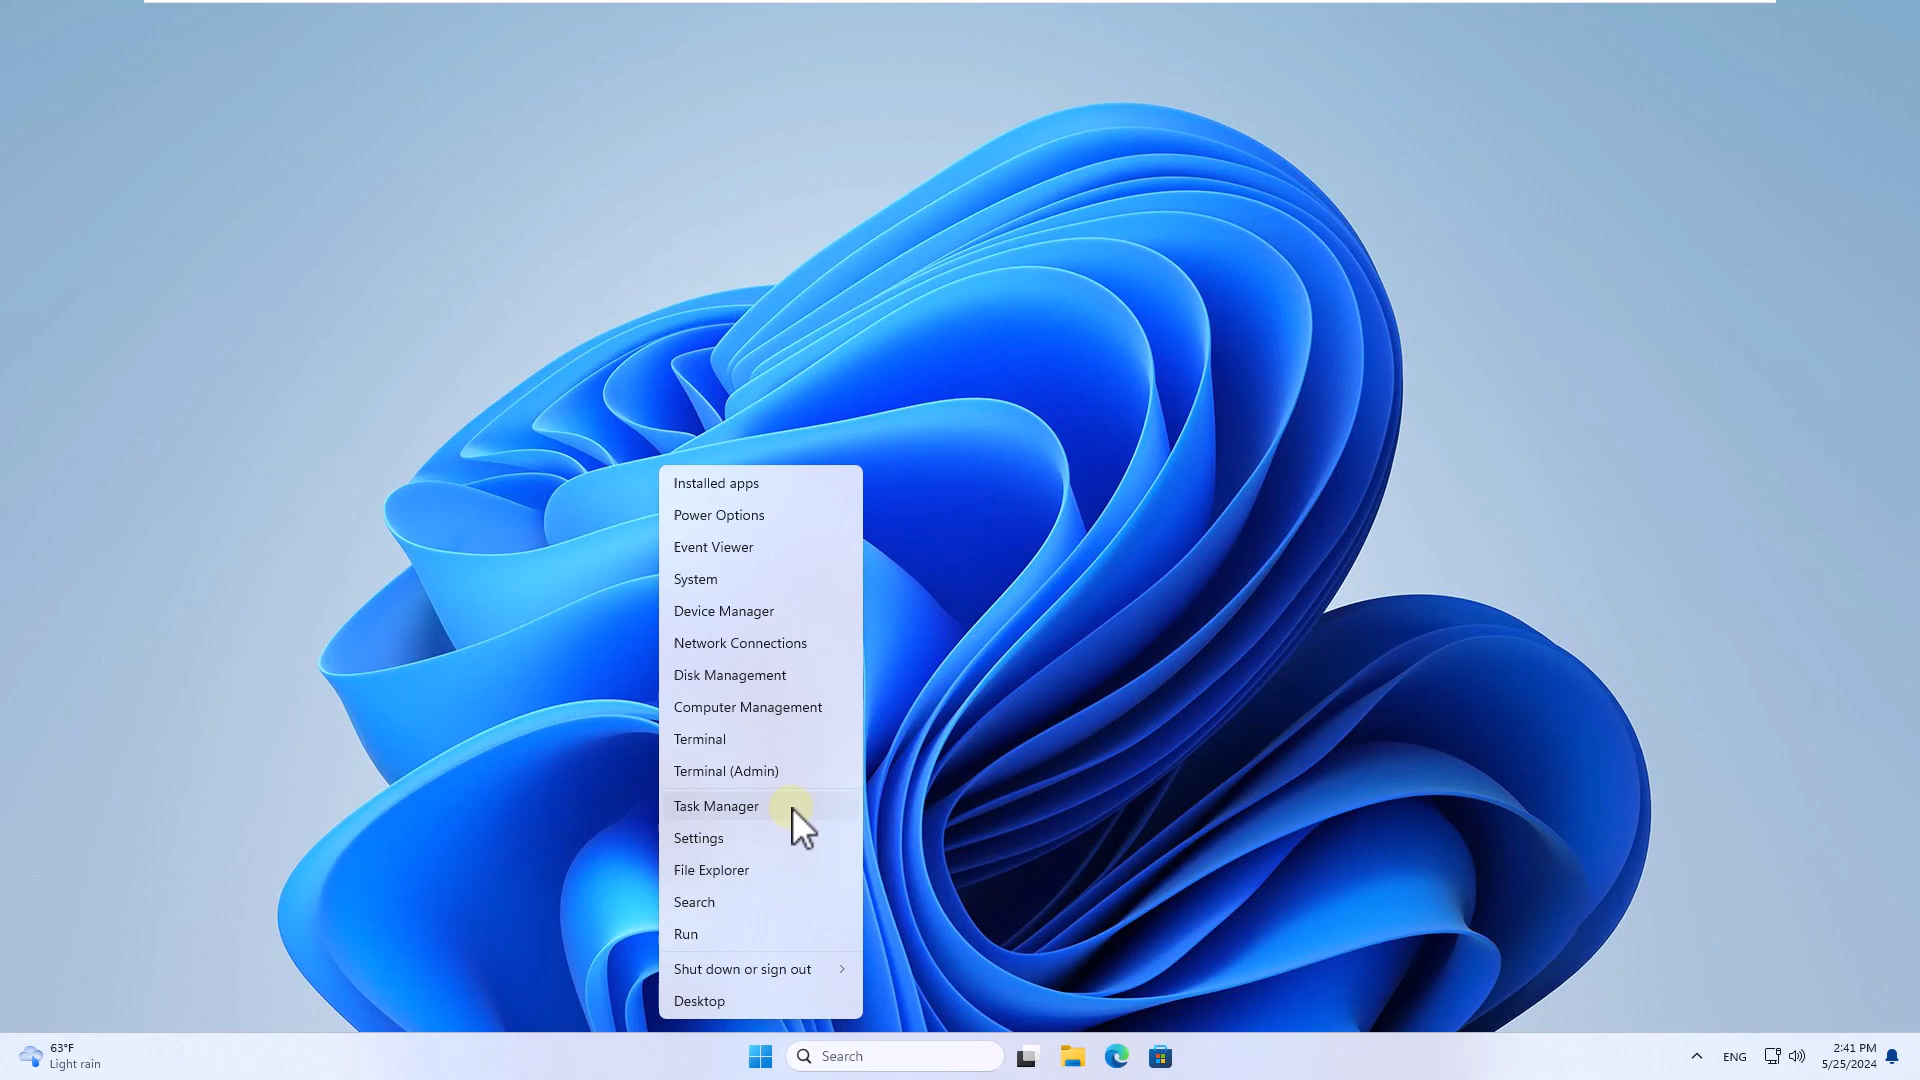 Installed apps
Power Options
Event Viewer
System
Device Manager
Network Connections
Disk Management
Computer Management
Terminal
Terminal (Admin)
Task Manager
Settings
File Explorer
Search
Run
Shut down or sign out
Desktop
63°F
Light rain
Search
ENG
2:41 PM
5/25/2024